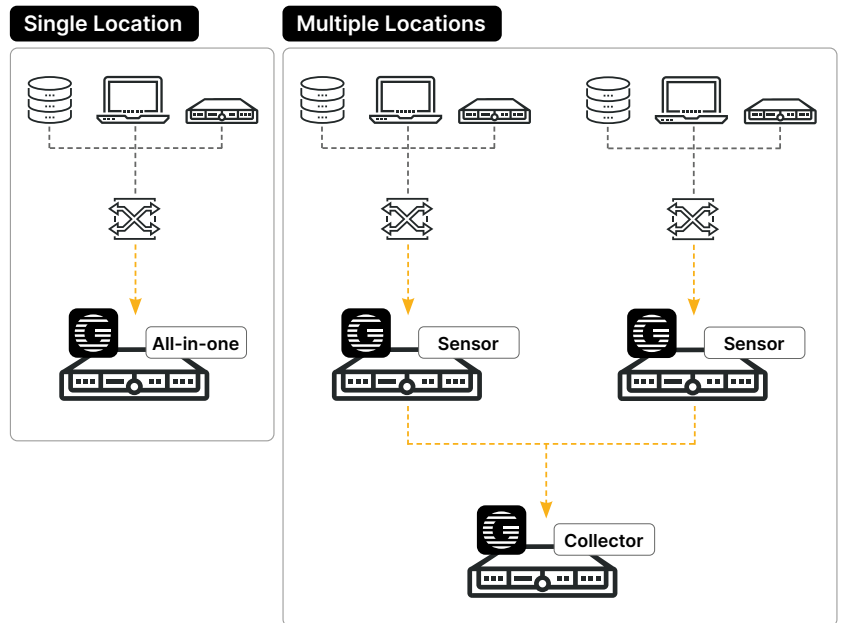 Single Location
Multiple Locations
All-in-one
Sensor
Sensor
Collector